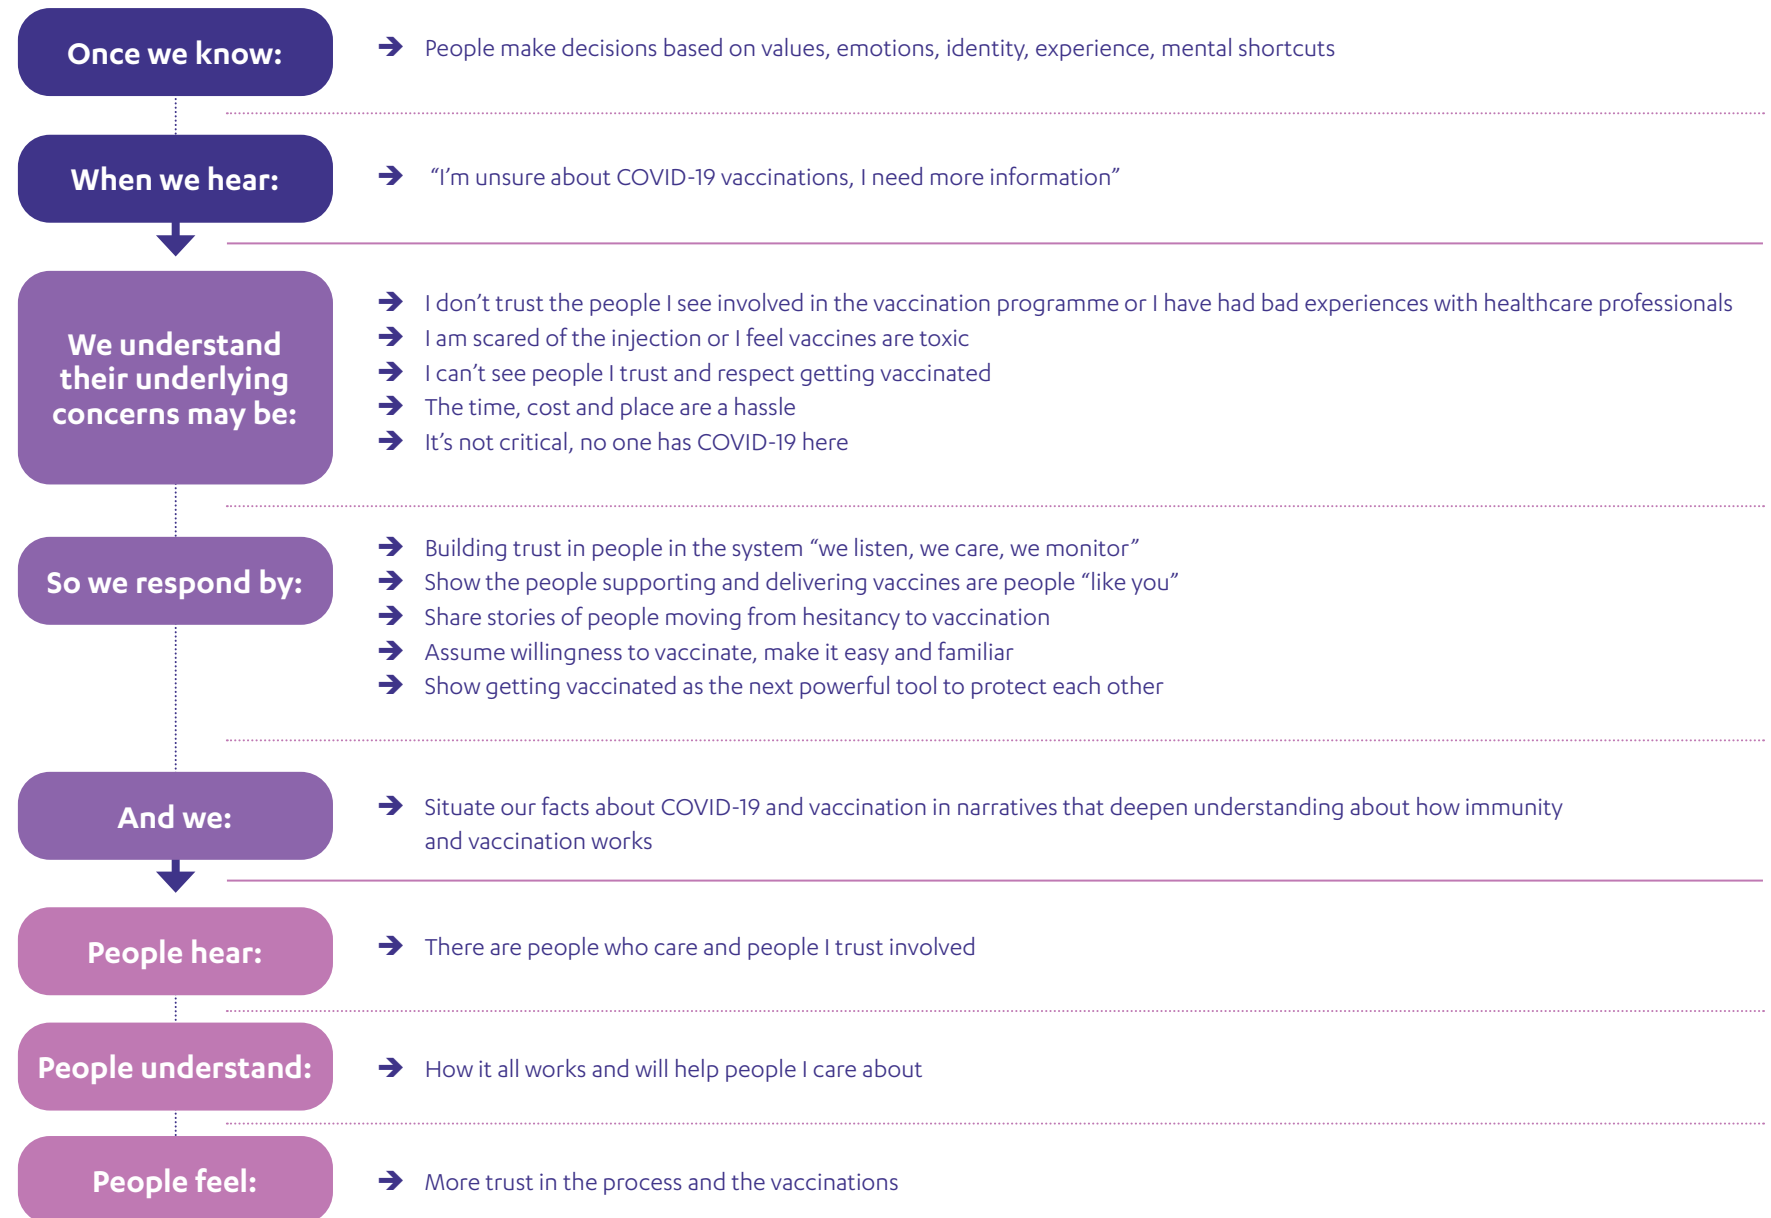 Once we know:
➔ People make decisions based on values, emotions, identity, experience, mental shortcuts
When we hear:
➔ “I’m unsure about COVID-19 vaccinations, I need more information”
We understand
their underlying
concerns may be:
➔ I don’t trust the people I see involved in the vaccination programme or I have had bad experiences with healthcare professionals
➔ I am scared of the injection or I feel vaccines are toxic
➔ I can’t see people I trust and respect getting vaccinated
➔ The time, cost and place are a hassle
➔ It’s not critical, no one has COVID-19 here
So we respond by:
➔ Building trust in people in the system “we listen, we care, we monitor”
➔ Show the people supporting and delivering vaccines are people “like you”
➔ Share stories of people moving from hesitancy to vaccination
➔ Assume willingness to vaccinate, make it easy and familiar
➔ Show getting vaccinated as the next powerful tool to protect each other
And we:
➔ Situate our facts about COVID-19 and vaccination in narratives that deepen understanding about how immunity
and vaccination works
People hear:
➔ There are people who care and people I trust involved
People understand:
➔ How it all works and will help people I care about
People feel:
➔ More trust in the process and the vaccinations